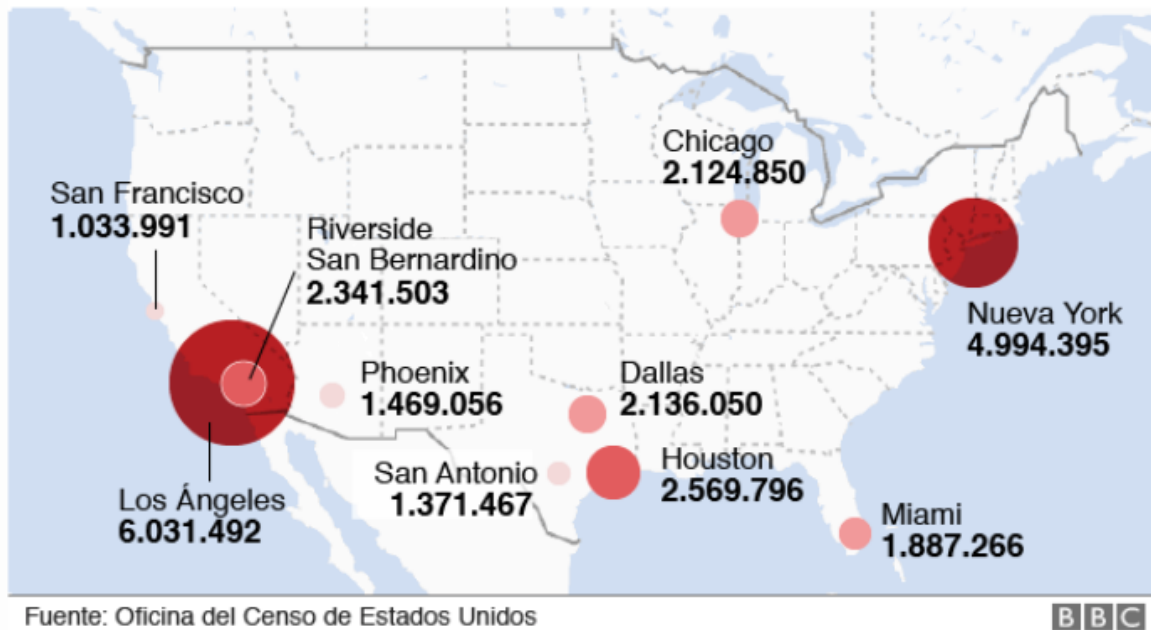 Chicago
2.124.850
San Francisco
1.033.991
Riverside
San Bernardino
2.341.503
Nueva York
4.994.395
Phoenix
1.469.056
Dallas
2.136.050
San Antonio
1.371.467
Houston
2.569.796
Los Ángeles
6.031.492
Miami
1.887.266
Fuente: Oficina del Censo de Estados Unidos
BBC